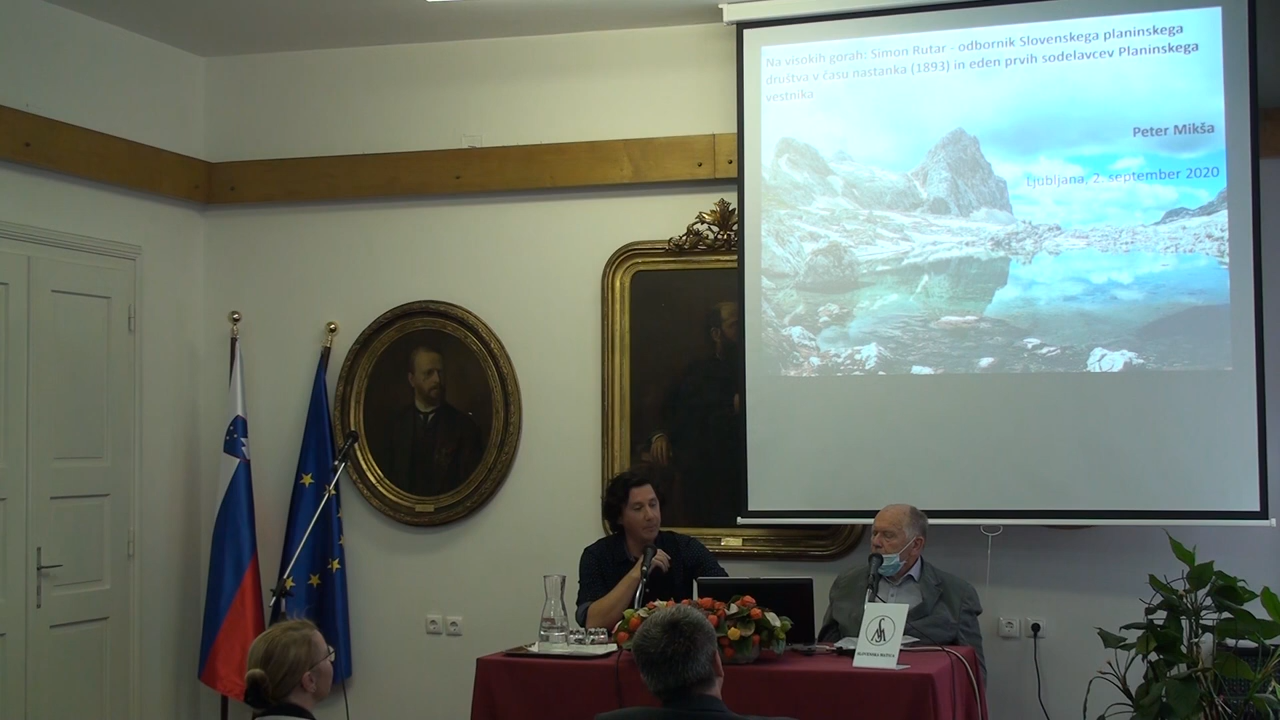 Na visokih gorah: Simon Rutar - odbornik Slovenskega planinskega
društva v času nastanka (1893) in eden prvih sodelavcev Planinskega
vestnika
Peter Mikša
Ljubljana, 2. september 2020
SLOVENSKA MATICA